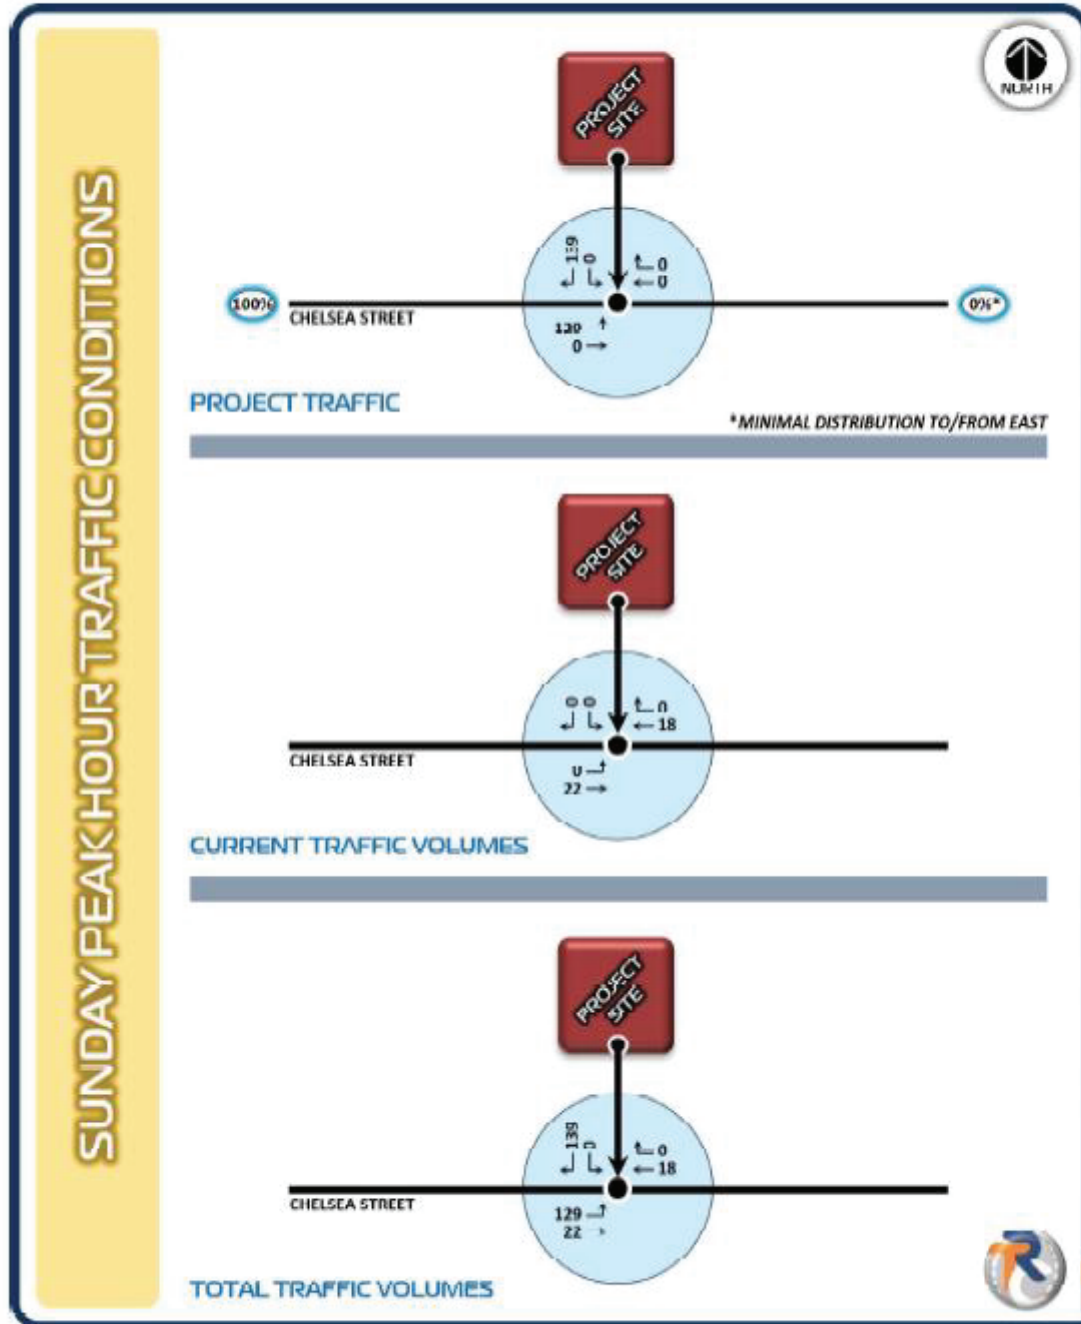 SUNDAY PEAK HOUR TRAFFIC CONDITIONS
NORTH
PROJECT
SITE
139
0
0
0
100%
0%*
CHELSEA STREET
0
PROJECT TRAFFIC
*MINIMAL DISTRIBUTION TO/FROM EAST
PROJECT
SITE
0
0
0
18
CHELSEA STREET
0
22
CURRENT TRAFFIC VOLUMES
PROJECT
SITE
139
0
0
18
CHELSEA STREET
129
22
TOTAL TRAFFIC VOLUMES
TR